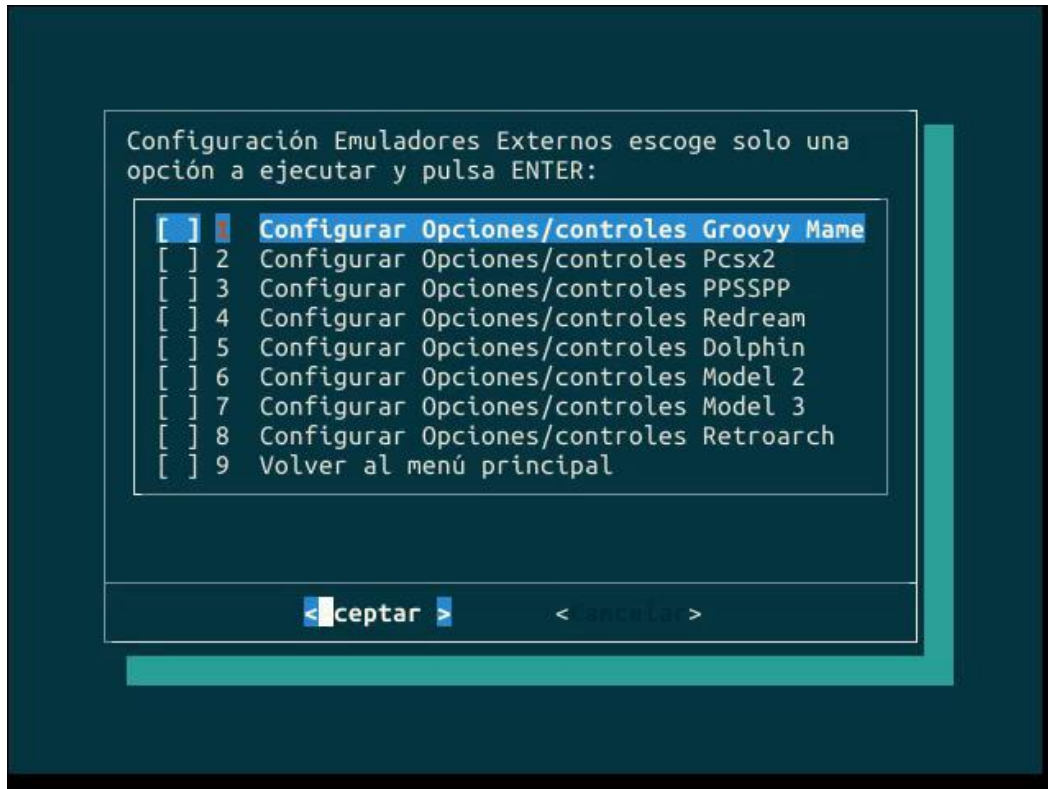 Configuración Emuladores Externos escoge solo una
opción a ejecutar y pulsa ENTER:
[ ] 1 Configurar Opciones/controles Groovy Mame
[ ] 2 Configurar Opciones/controles Pcsx2
[ ] 3 Configurar Opciones/controles PPSSPP
[ ] 4 Configurar Opciones/controles Redream
[ ] 5 Configurar Opciones/controles Dolphin
[ ] 6 Configurar Opciones/controles Model 2
[ ] 7 Configurar Opciones/controles Model 3
[ ] 8 Configurar Opciones/controles Retroarch
[ ] 9 Volver al menú principal
< ceptar > <Cancelar>